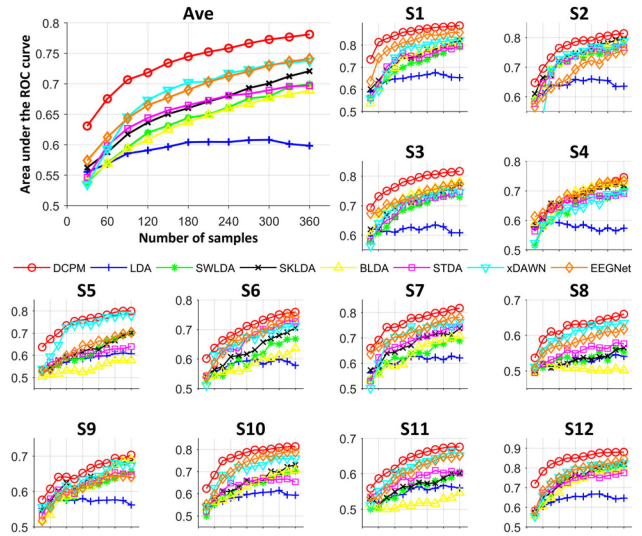 Ave
Area under the ROC curve
0.8
0.75
0.7
0.65
0.6
0.55
0.5
0 60 120 180 240 300 360
Number of samples
S1
0.8
0.7
0.6
S2
0.8
0.7
0.6
S3
0.8
0.7
0.6
S4
0.8
0.7
0.6
0.5
DCPM LDA SWLDA SKLDA BLDA STDA xDAWN EEGNet
S5
0.8
0.7
0.6
0.5
S6
0.8
0.7
0.6
0.5
S7
0.8
0.7
0.6
0.5
S8
0.7
0.6
0.5
S9
0.7
0.6
0.5
S10
0.8
0.7
0.6
0.5
S11
0.7
0.6
0.5
S12
0.9
0.8
0.7
0.6
0.5